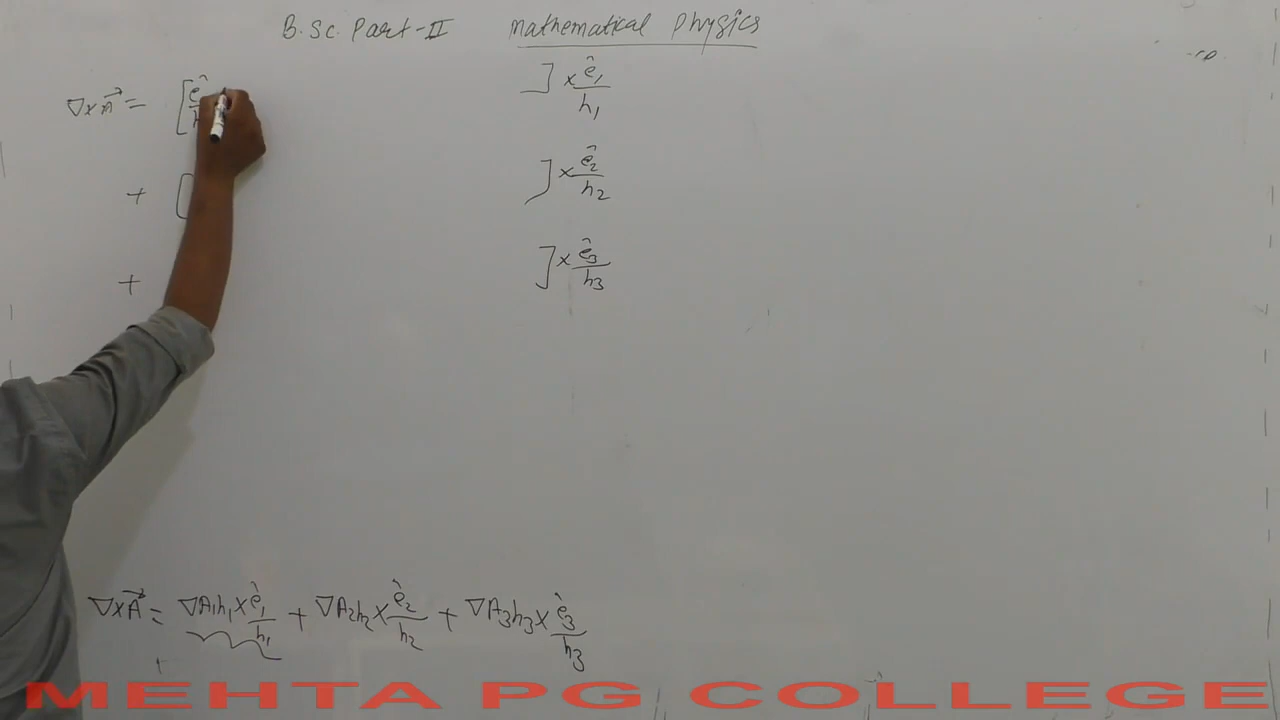 B.Sc. Part-II Mathematical Physics
∇×A⃗ = [ê ] × ê₁/h₁
+ [ ] × ê₂/h₂
+ ] × ê₃/h₃
∇×A⃗ = ∇A₁h₁ × ê₁/h₁ + ∇A₂h₂ × ê₂/h₂ + ∇A₃h₃ × ê₃/h₃
+
MEHTA PG COLLEGE